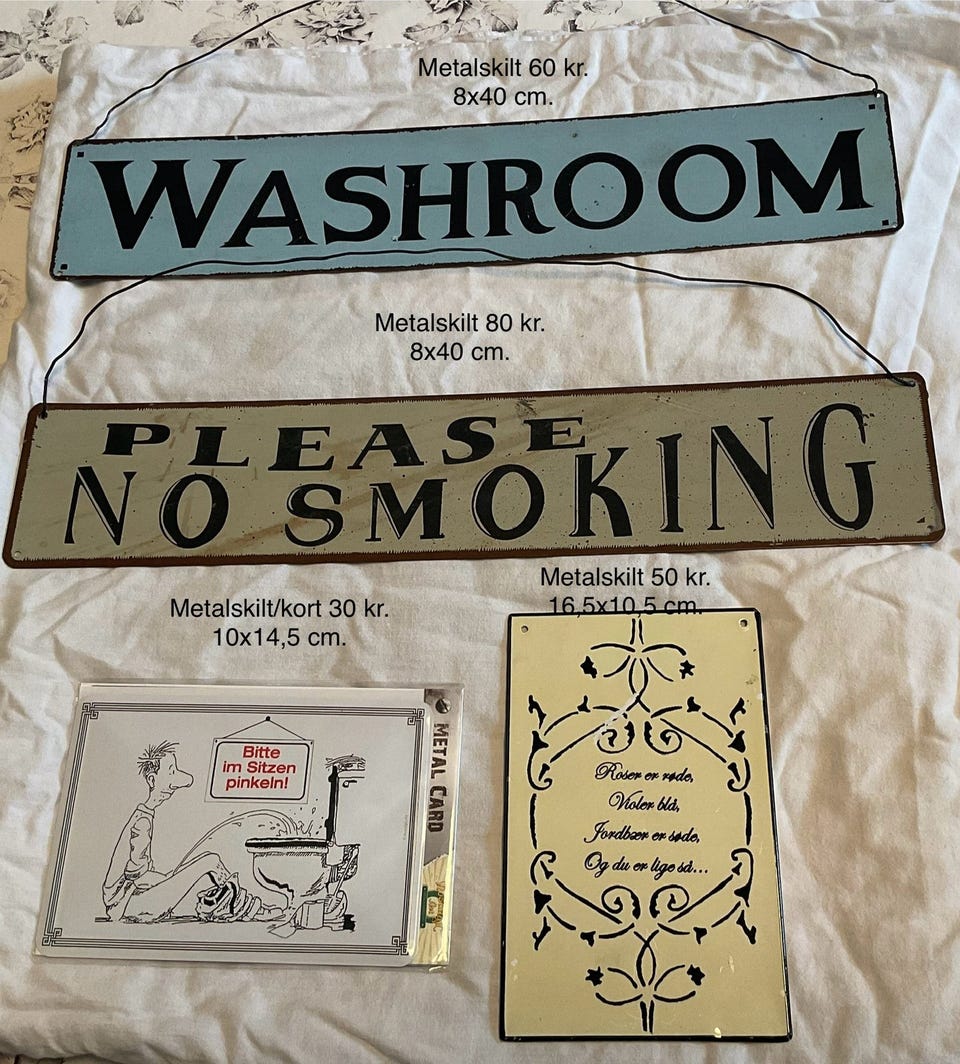 Metalskilt 60 kr.
8x40 cm.
WASHROOM
Metalskilt 80 kr.
8x40 cm.
PLEASE
NO SMOKING
Metalskilt/kort 30 kr.
10x14,5 cm.
Metalskilt 50 kr.
16,5x10,5 cm.
Bitte
im Sitzen
pinkeln!
METAL CARD
Roser er røde,
Violer blå,
Jordbær er søde,
Og du er lige så...